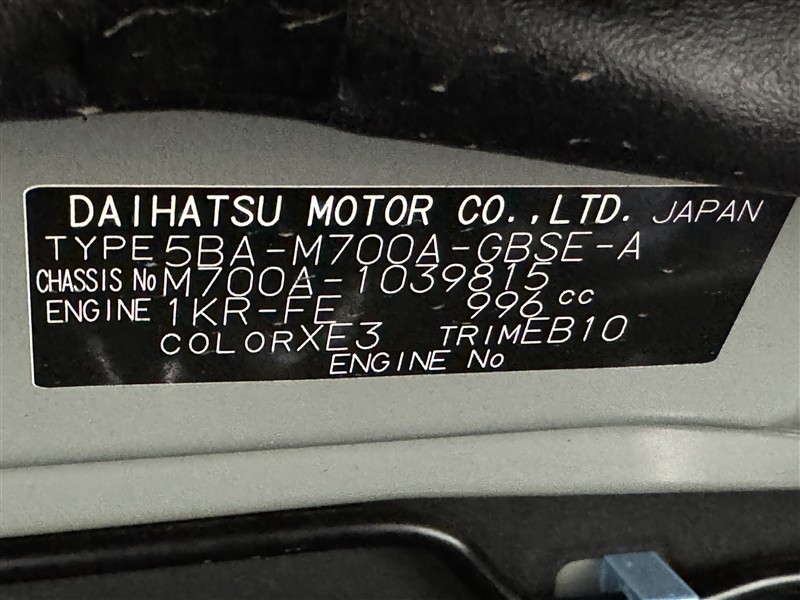 DAIHATSU MOTOR CO.,LTD. JAPAN
TYPE 5BA-M700A-GBSE-A
CHASSIS No M700A-1039815
ENGINE 1KR-FE 996 cc
COLOR XE3 TRIM EB10
ENGINE No